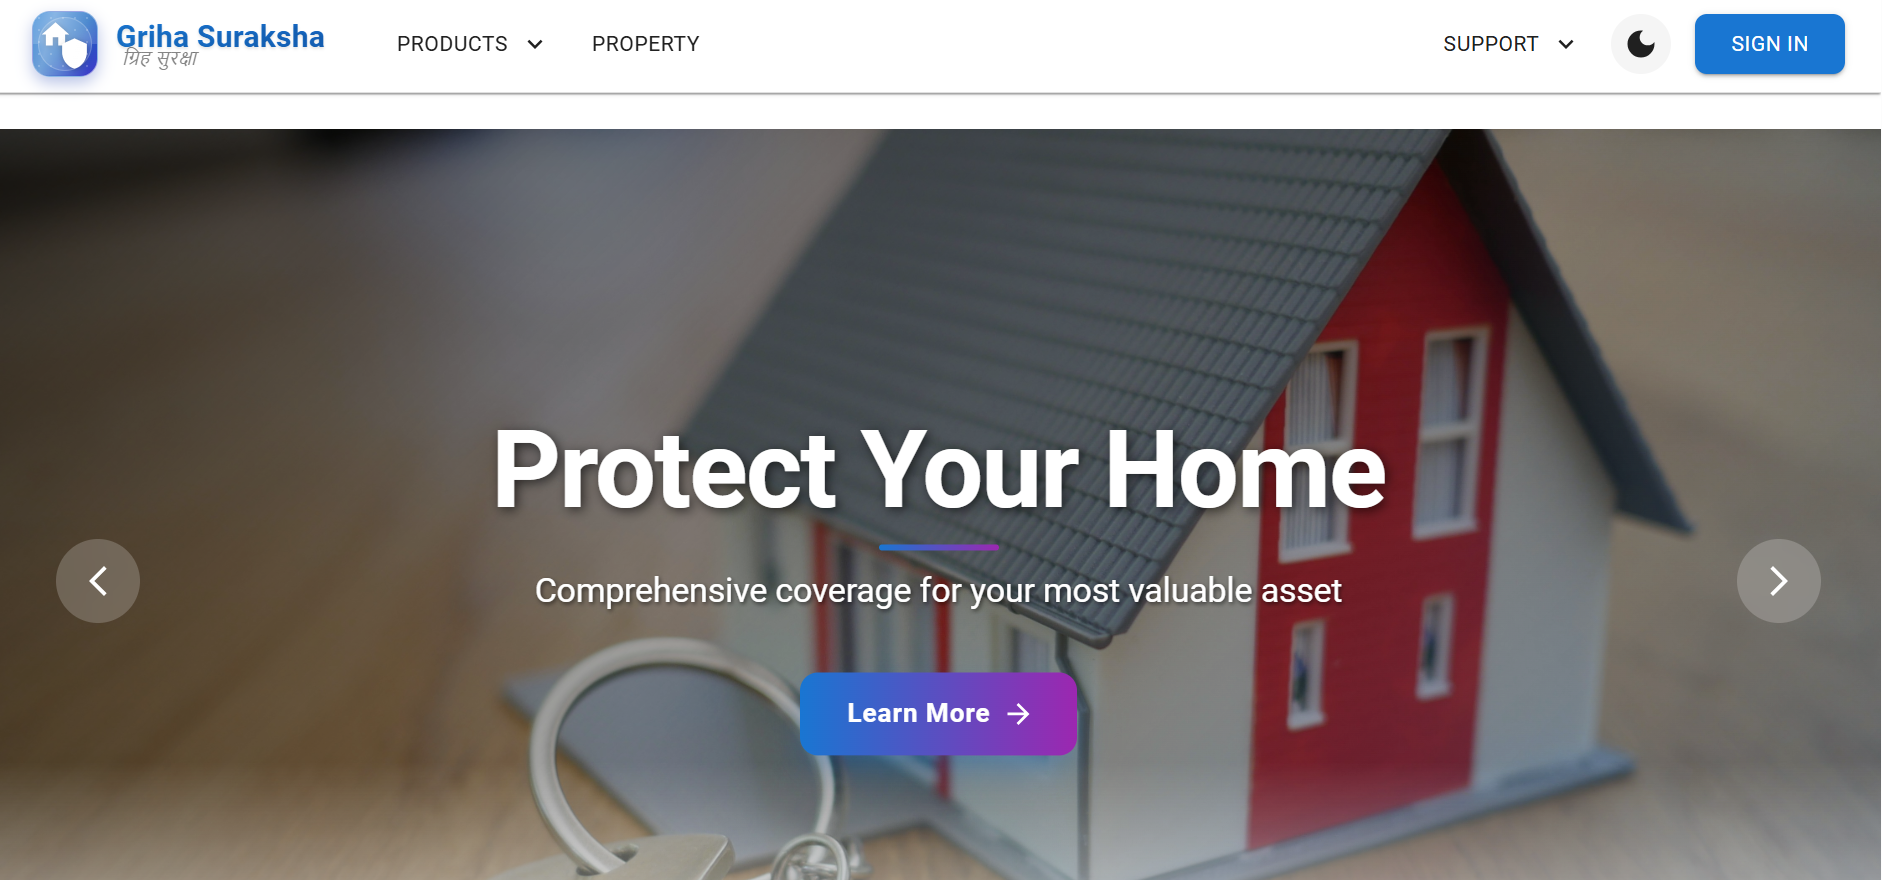 Griha Suraksha
ग्रिह सुरक्षा
PRODUCTS
PROPERTY
SUPPORT
SIGN IN
Protect Your Home
Comprehensive coverage for your most valuable asset
Learn More